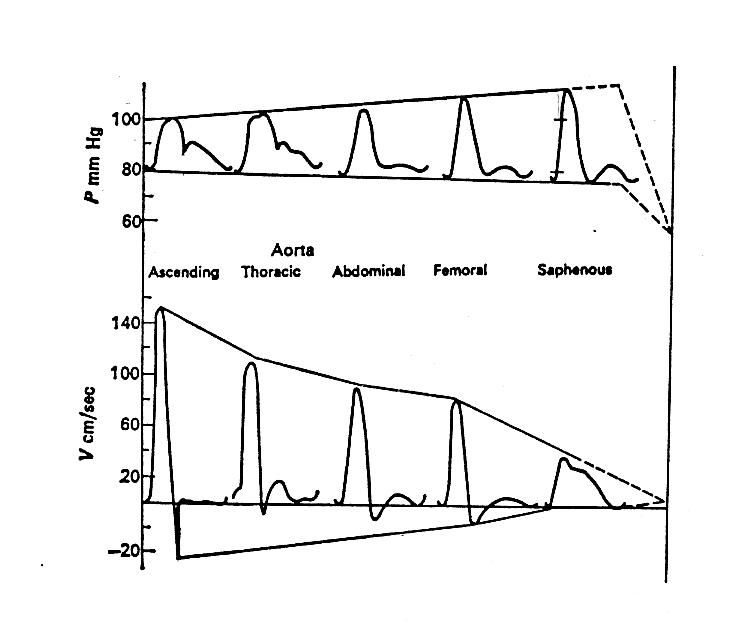 P mm Hg
100
80
60
Aorta
Ascending Thoracic Abdominal Femoral Saphenous
V cm/sec
140
100
60
20
–20